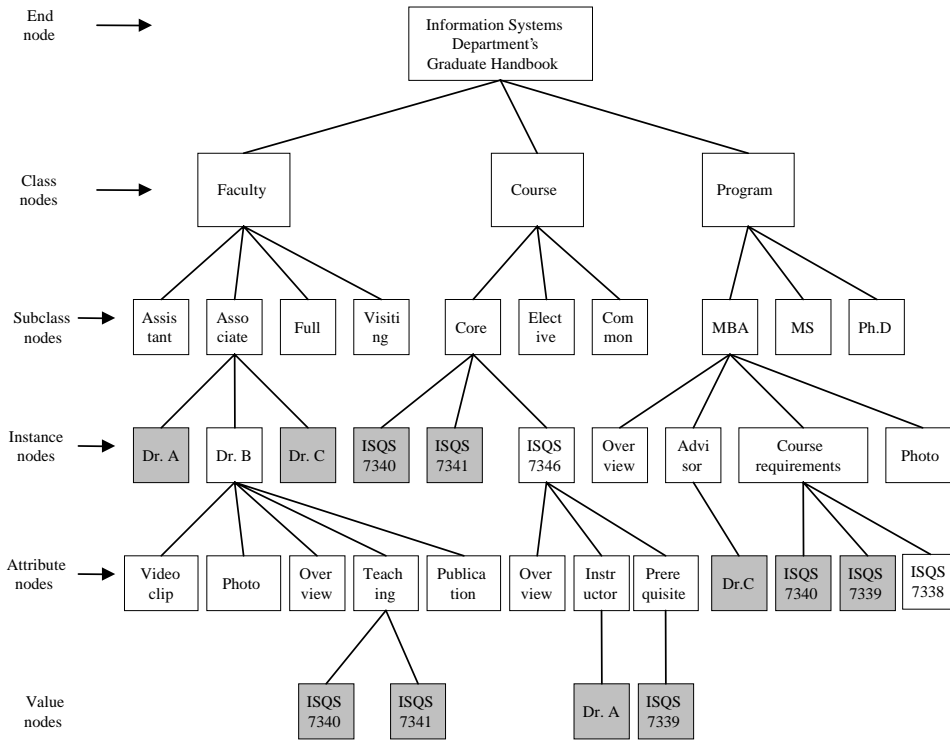 End
node
Information Systems
Department's
Graduate Handbook
Class
nodes
Faculty
Course
Program
Subclass
nodes
Assis
tant
Asso
ciate
Full
Visiti
ng
Core
Elect
ive
Com
mon
MBA
MS
Ph.D
Instance
nodes
Dr. A
Dr. B
Dr. C
ISQS
7340
ISQS
7341
ISQS
7346
Over
view
Advi
sor
Course
requirements
Photo
Attribute
nodes
Video
clip
Photo
Over
view
Teach
ing
Publica
tion
Over
view
Instr
uctor
Prere
quisite
Dr.C
ISQS
7340
ISQS
7339
ISQS
7338
Value
nodes
ISQS
7340
ISQS
7341
Dr. A
ISQS
7339